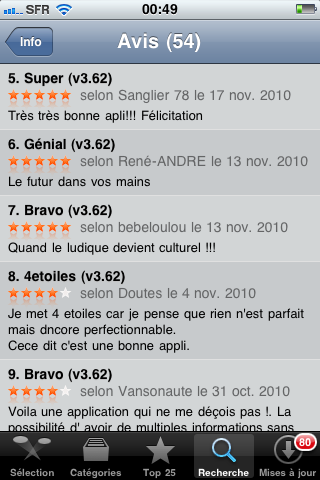 SFR 00:49
Info Avis (54)
5. Super (v3.62)
selon Sanglier 78 le 17 nov. 2010
Très très bonne apli!!! Félicitation
6. Génial (v3.62)
selon René-ANDRE le 13 nov. 2010
Le futur dans vos mains
7. Bravo (v3.62)
selon bebeloulou le 13 nov. 2010
Quand le ludique devient culturel !!!
8. 4etoiles (v3.62)
selon Doutes le 4 nov. 2010
Je met 4 etoiles car je pense que rien n'est parfait
mais dncore perfectionnable.
Cece dit c'est une bonne appli.
9. Bravo (v3.62)
selon Vansonaute le 31 oct. 2010
Voila une application qui ne me déçois pas !. La
possibilité d' avoir de multiples informations sans
80
Sélection Catégories Top 25 Recherche Mises à jour